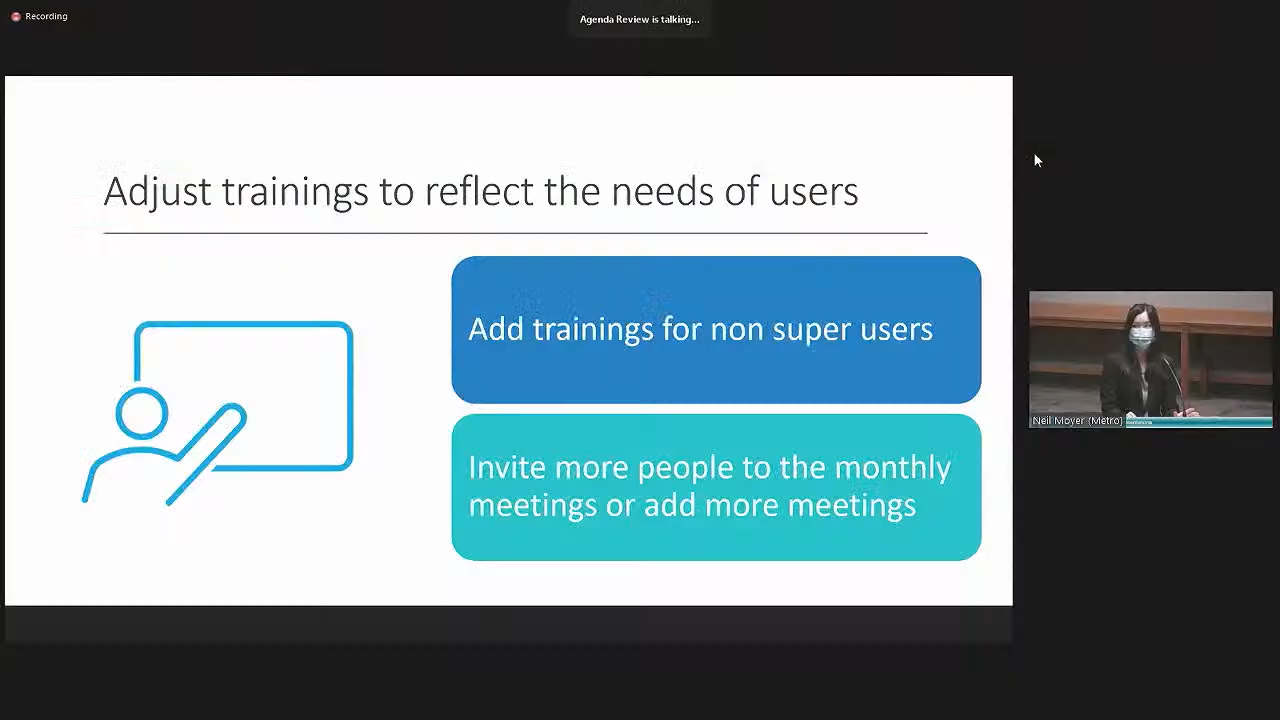 Recording
Agenda Review is talking...
Adjust trainings to reflect the needs of users
Add trainings for non super users
Invite more people to the monthly
meetings or add more meetings
Neil Moyer (Metro)